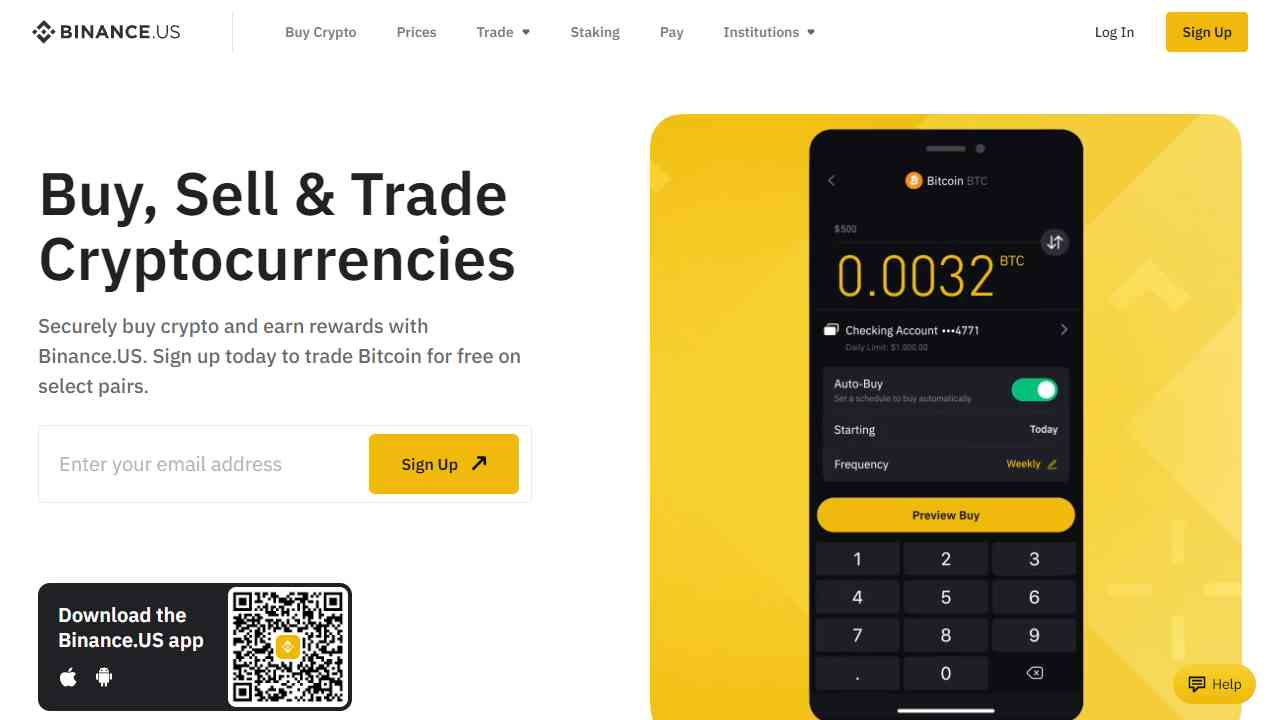 BINANCE.US
Buy Crypto
Prices
Trade
Staking
Pay
Institutions
Log In
Sign Up
Buy, Sell & Trade
Cryptocurrencies
Securely buy crypto and earn rewards with
Binance.US. Sign up today to trade Bitcoin for free on
select pairs.
Enter your email address
Sign Up
Download the
Binance.US app
Bitcoin BTC
$500
0.0032 BTC
Checking Account •••4771
Daily Limit: $1,000.00
Auto-Buy
Set a schedule to buy automatically
Starting
Today
Frequency
Weekly
Preview Buy
1 2 3
4 5 6
7 8 9
. 0
Help